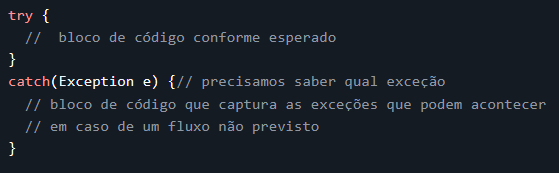 try {
  //  bloco de código conforme esperado
}
catch(Exception e) {// precisamos saber qual exceção
  // bloco de código que captura as exceções que podem acontecer
  // em caso de um fluxo não previsto
}